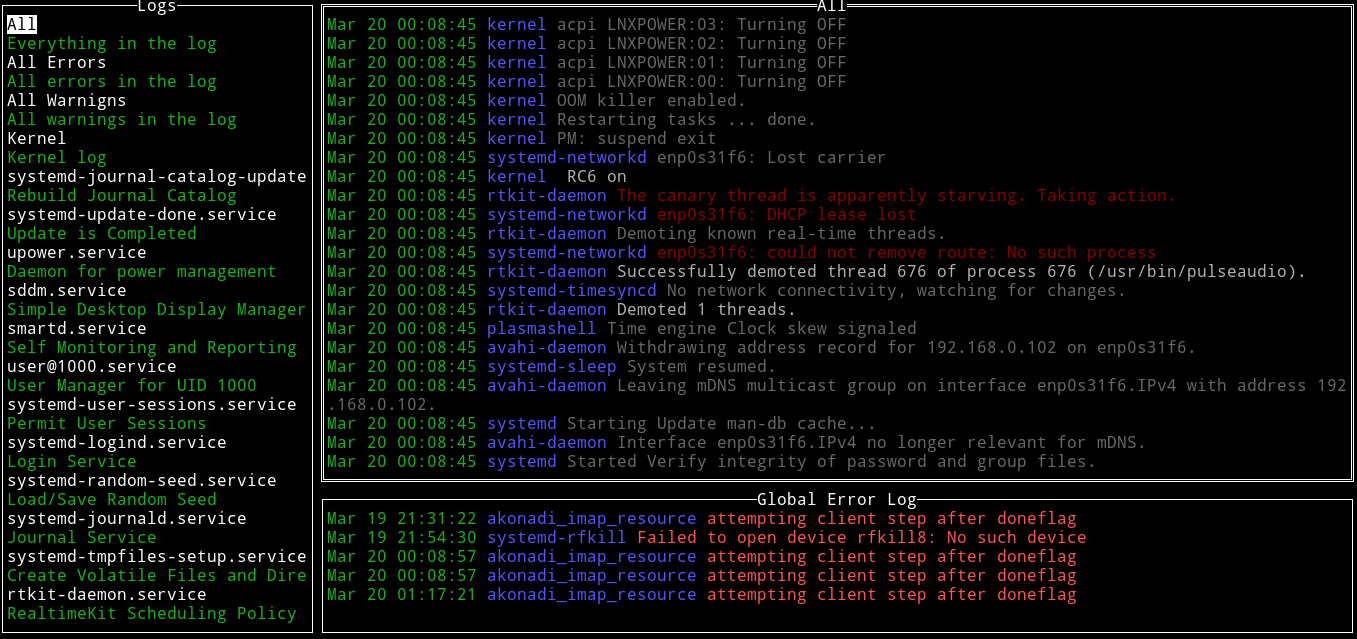 Logs
All
Everything in the log
All Errors
All errors in the log
All Warnigns
All warnings in the log
Kernel
Kernel log
systemd-journal-catalog-update
Rebuild Journal Catalog
systemd-update-done.service
Update is Completed
upower.service
Daemon for power management
sddm.service
Simple Desktop Display Manager
smartd.service
Self Monitoring and Reporting
user@1000.service
User Manager for UID 1000
systemd-user-sessions.service
Permit User Sessions
systemd-logind.service
Login Service
systemd-random-seed.service
Load/Save Random Seed
systemd-journald.service
Journal Service
systemd-tmpfiles-setup.service
Create Volatile Files and Dire
rtkit-daemon.service
RealtimeKit Scheduling Policy
All
Mar 20 00:08:45 kernel acpi LNXPOWER:03: Turning OFF
Mar 20 00:08:45 kernel acpi LNXPOWER:02: Turning OFF
Mar 20 00:08:45 kernel acpi LNXPOWER:01: Turning OFF
Mar 20 00:08:45 kernel acpi LNXPOWER:00: Turning OFF
Mar 20 00:08:45 kernel OOM killer enabled.
Mar 20 00:08:45 kernel Restarting tasks ... done.
Mar 20 00:08:45 kernel PM: suspend exit
Mar 20 00:08:45 systemd-networkd enp0s31f6: Lost carrier
Mar 20 00:08:45 kernel  RC6 on
Mar 20 00:08:45 rtkit-daemon The canary thread is apparently starving. Taking action.
Mar 20 00:08:45 systemd-networkd enp0s31f6: DHCP lease lost
Mar 20 00:08:45 rtkit-daemon Demoting known real-time threads.
Mar 20 00:08:45 systemd-networkd enp0s31f6: could not remove route: No such process
Mar 20 00:08:45 rtkit-daemon Successfully demoted thread 676 of process 676 (/usr/bin/pulseaudio).
Mar 20 00:08:45 systemd-timesyncd No network connectivity, watching for changes.
Mar 20 00:08:45 rtkit-daemon Demoted 1 threads.
Mar 20 00:08:45 plasmashell Time engine Clock skew signaled
Mar 20 00:08:45 avahi-daemon Withdrawing address record for 192.168.0.102 on enp0s31f6.
Mar 20 00:08:45 systemd-sleep System resumed.
Mar 20 00:08:45 avahi-daemon Leaving mDNS multicast group on interface enp0s31f6.IPv4 with address 192
.168.0.102.
Mar 20 00:08:45 systemd Starting Update man-db cache...
Mar 20 00:08:45 avahi-daemon Interface enp0s31f6.IPv4 no longer relevant for mDNS.
Mar 20 00:08:45 systemd Started Verify integrity of password and group files.
Global Error Log
Mar 19 21:31:22 akonadi_imap_resource attempting client step after doneflag
Mar 19 21:54:30 systemd-rfkill Failed to open device rfkill8: No such device
Mar 20 00:08:57 akonadi_imap_resource attempting client step after doneflag
Mar 20 00:08:57 akonadi_imap_resource attempting client step after doneflag
Mar 20 01:17:21 akonadi_imap_resource attempting client step after doneflag